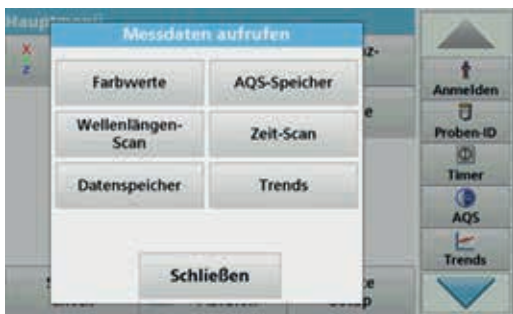 Messdaten aufrufen
Farbwerte
AQS-Speicher
Wellenlängen-
Scan
Zeit-Scan
Datenspeicher
Trends
Schließen
Anmelden
Proben-ID
Timer
AQS
Trends